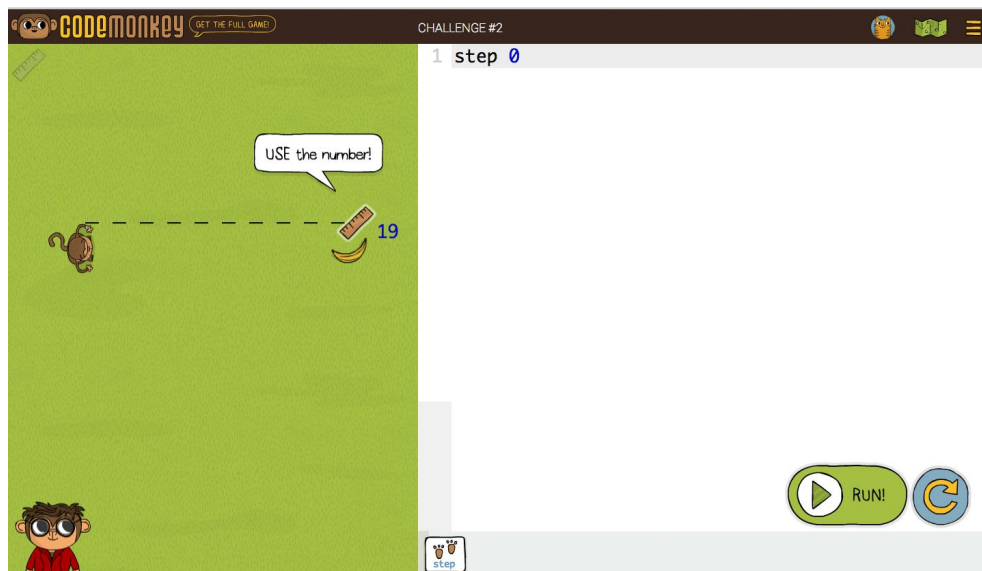 CODEMONKEY GET THE FULL GAME!
CHALLENGE #2
USE the number!
19
1 step 0
RUN!
step